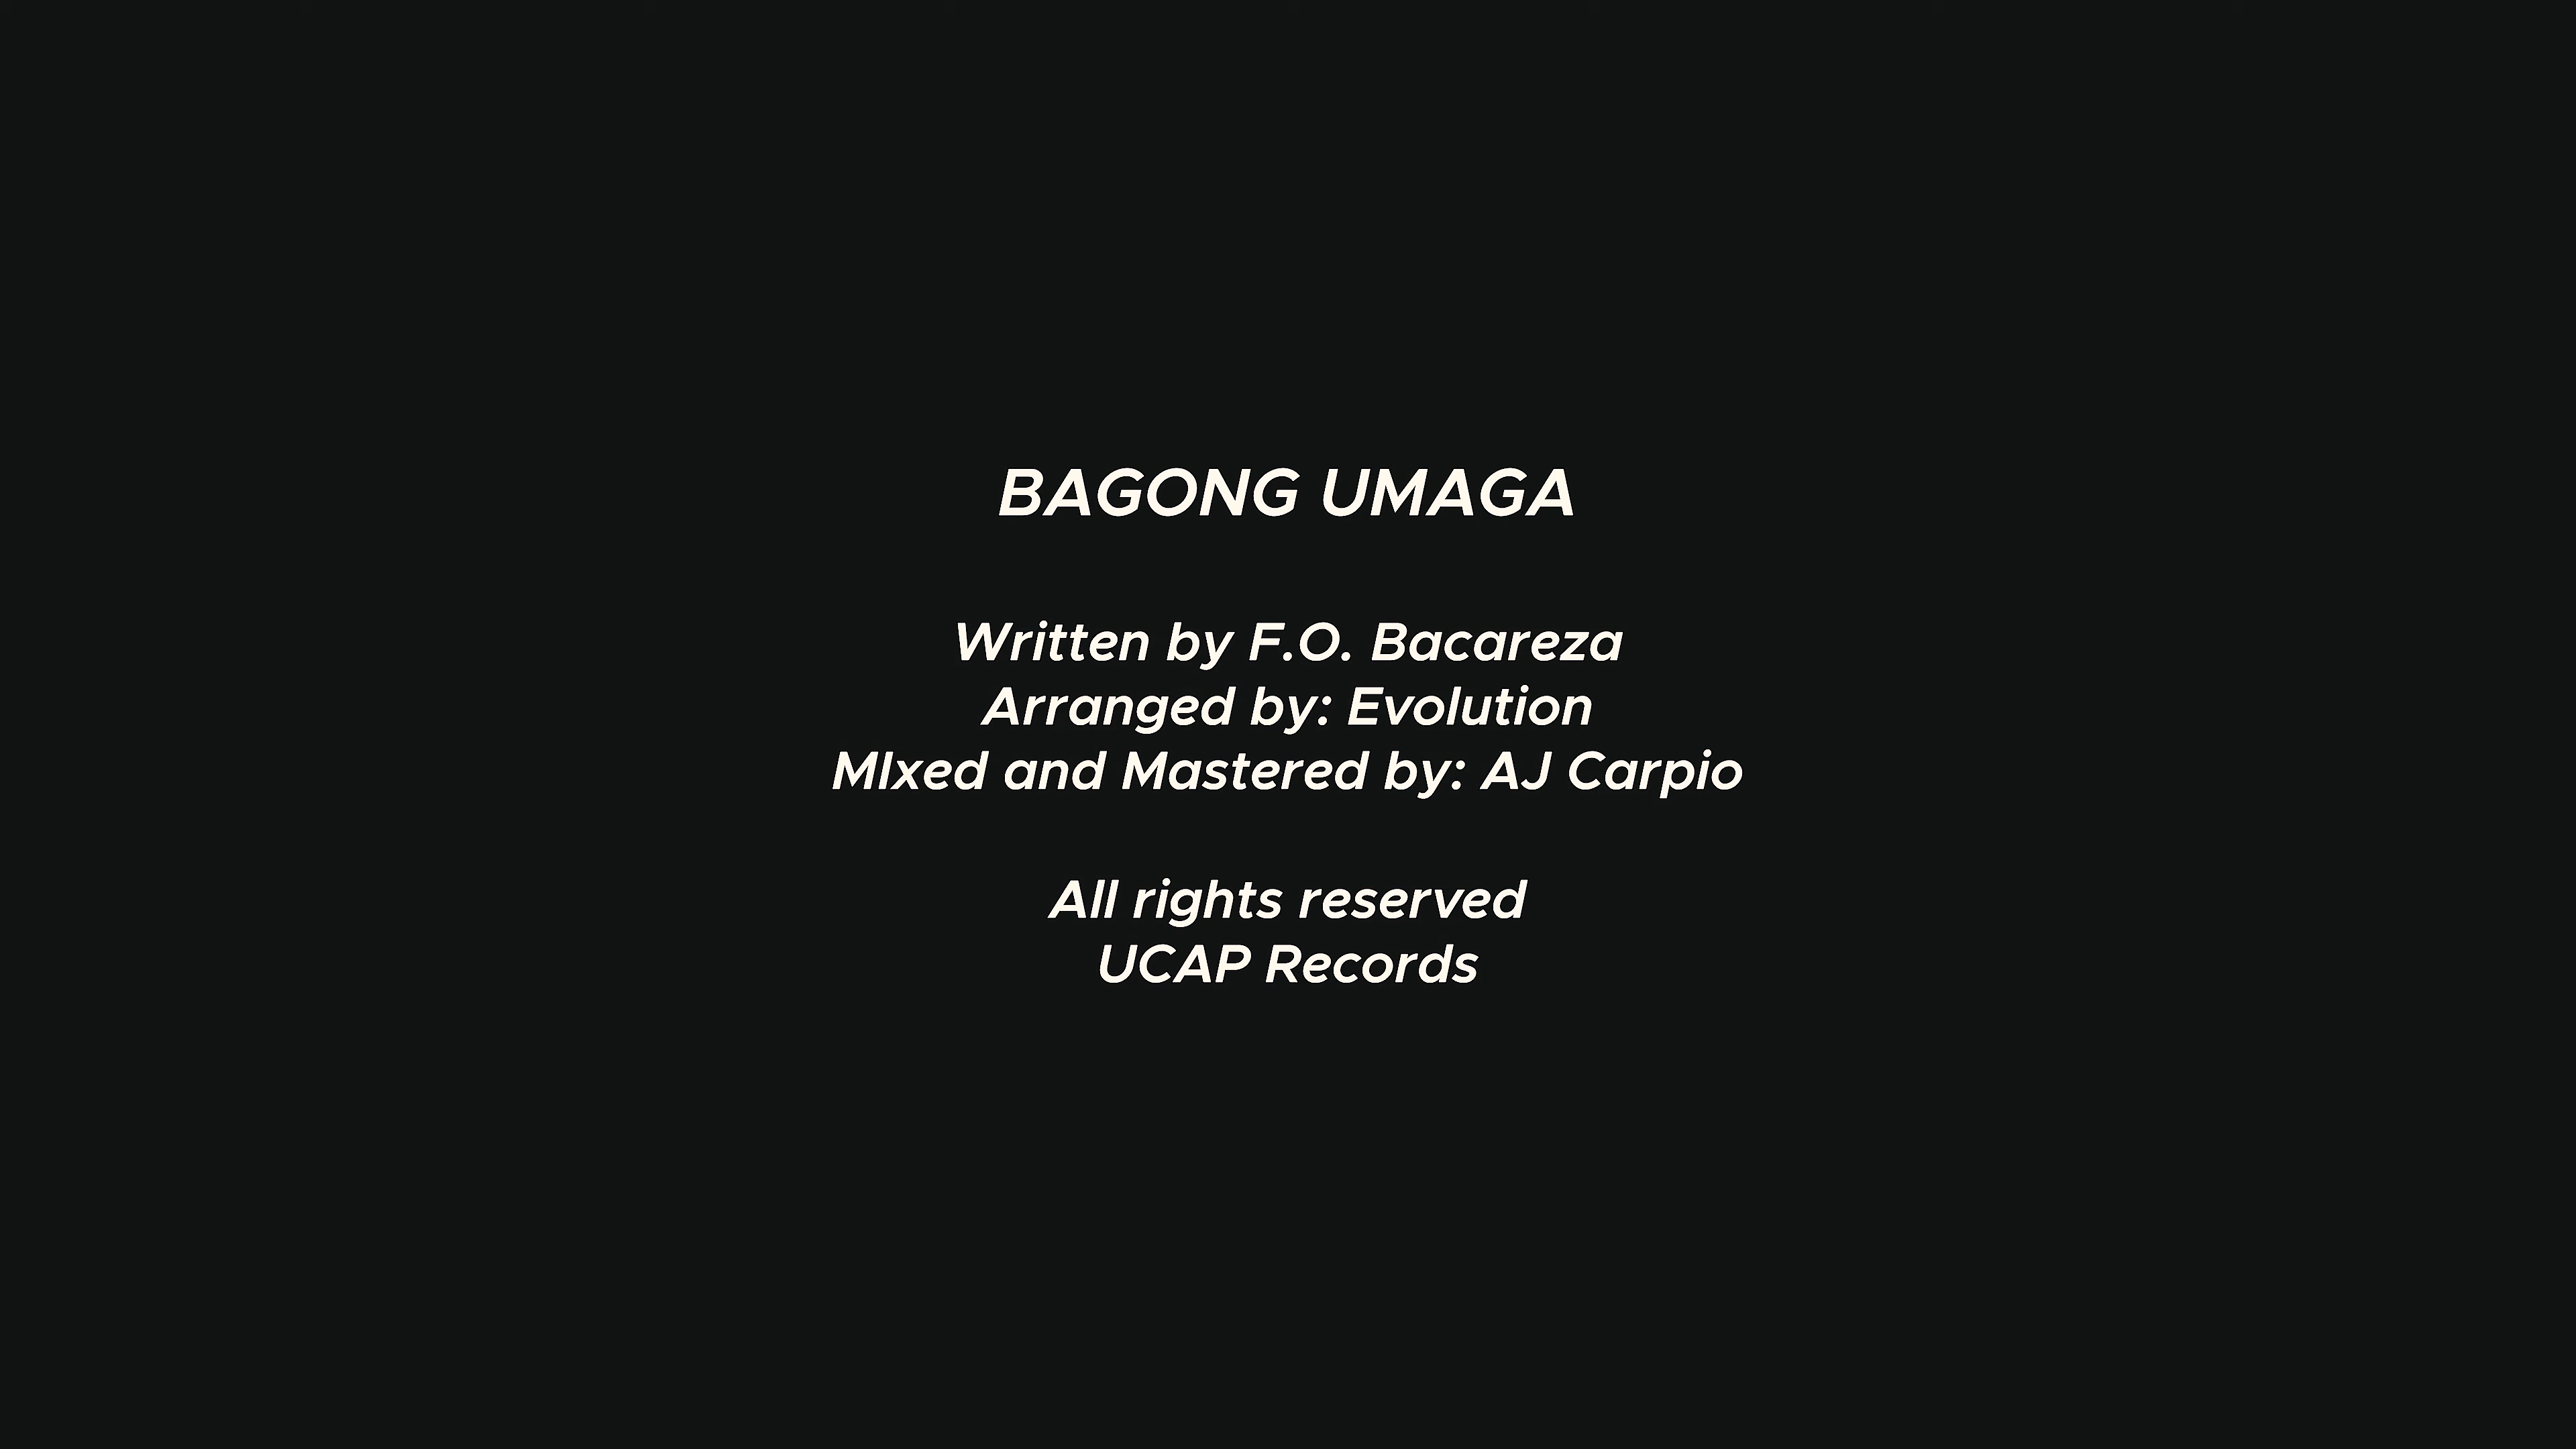 BAGONG UMAGA
Written by F.O. Bacareza
Arranged by: Evolution
MIxed and Mastered by: AJ Carpio
All rights reserved
UCAP Records